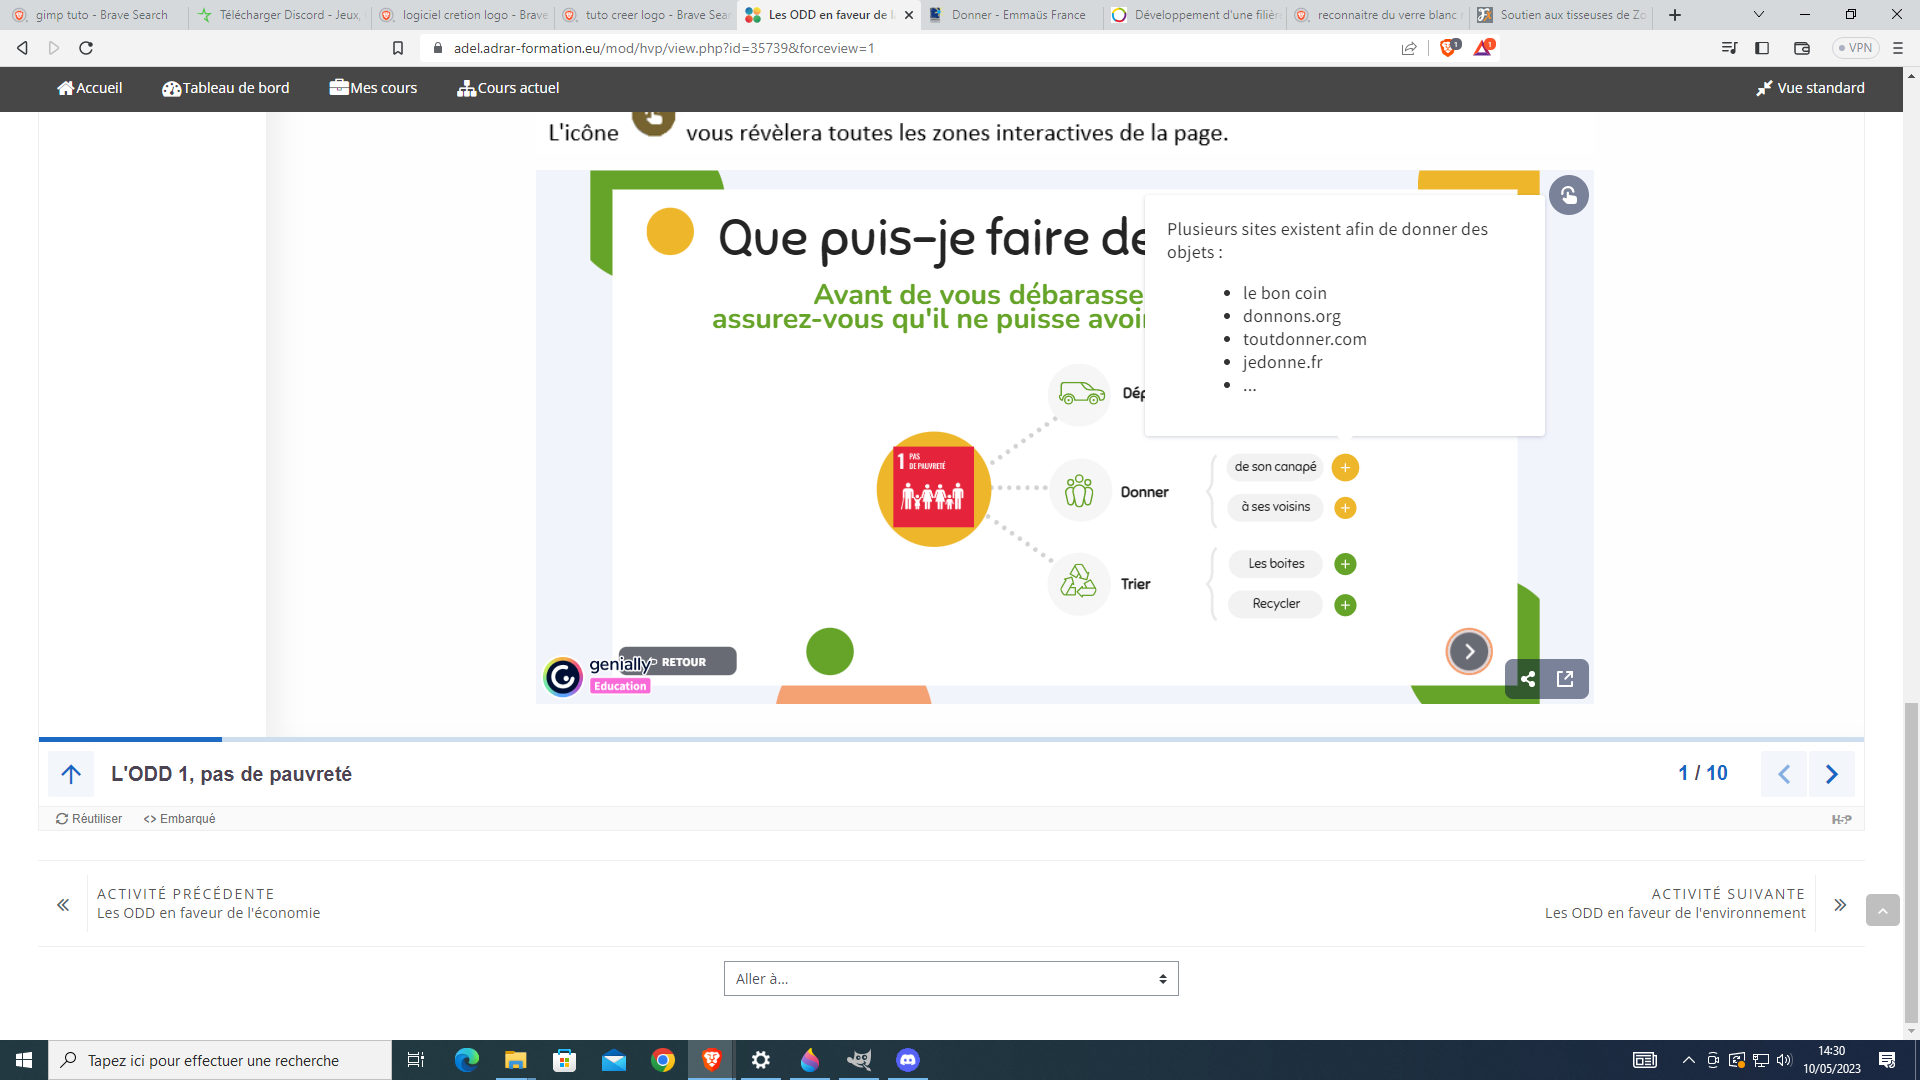 gimp tuto - Brave Search
Télécharger Discord - Jeux,
logiciel cretion logo - Brave
tuto creer logo - Brave Sear
Les ODD en faveur de l
Donner - Emmaüs France
Développement d'une filière
reconnaitre du verre blanc
Soutien aux tisseuses de Zo
adel.adrar-formation.eu/mod/hvp/view.php?id=35739&forceview=1
1
1
VPN
Accueil
Tableau de bord
Mes cours
Cours actuel
Vue standard
L'icône vous révèlera toutes les zones interactives de la page.
Que puis-je faire de
Avant de vous débarasse
assurez-vous qu'il ne puisse avoir
Plusieurs sites existent afin de donner des
objets :
• le bon coin
• donnons.org
• toutdonner.com
• jedonne.fr
• ...
Dép
1 PAS
DE PAUVRETÉ
Donner
de son canapé
+
à ses voisins
+
Trier
Les boites
+
Recycler
+
RETOUR
genially
Education
L'ODD 1, pas de pauvreté
1 / 10
Réutiliser
<> Embarqué
H-P
ACTIVITÉ PRÉCÉDENTE
Les ODD en faveur de l'économie
ACTIVITÉ SUIVANTE
Les ODD en faveur de l'environnement
Aller à...
Tapez ici pour effectuer une recherche
14:30
10/05/2023